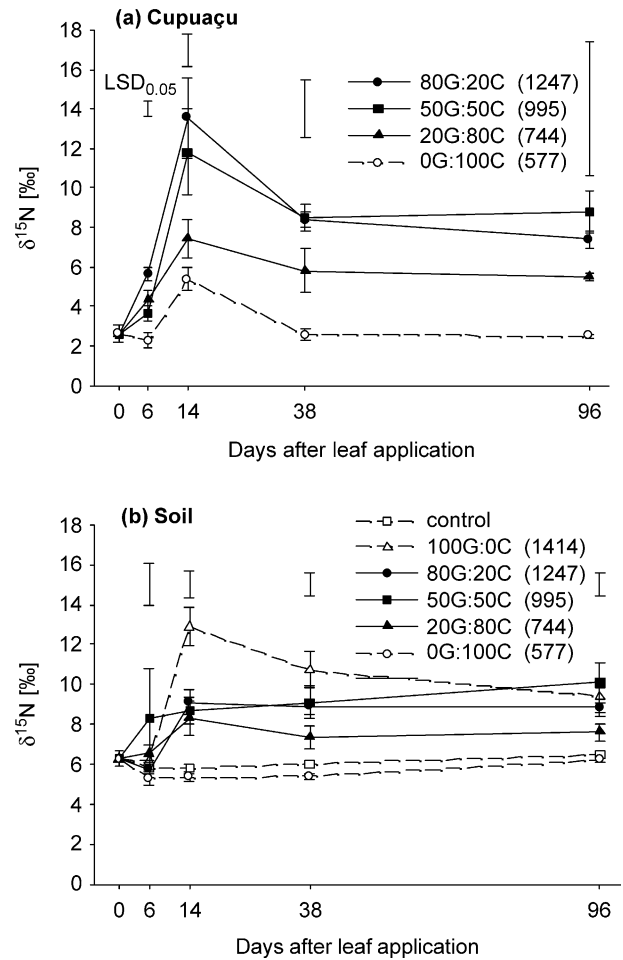 (a) Cupuaçu
18
16
14
12
10
8
6
4
2
0
δ15N [‰]
LSD0.05
80G:20C (1247)
50G:50C (995)
20G:80C (744)
0G:100C (577)
0 6 14 38 96
Days after leaf application
(b) Soil
18
16
14
12
10
8
6
4
2
0
δ15N [‰]
control
100G:0C (1414)
80G:20C (1247)
50G:50C (995)
20G:80C (744)
0G:100C (577)
0 6 14 38 96
Days after leaf application